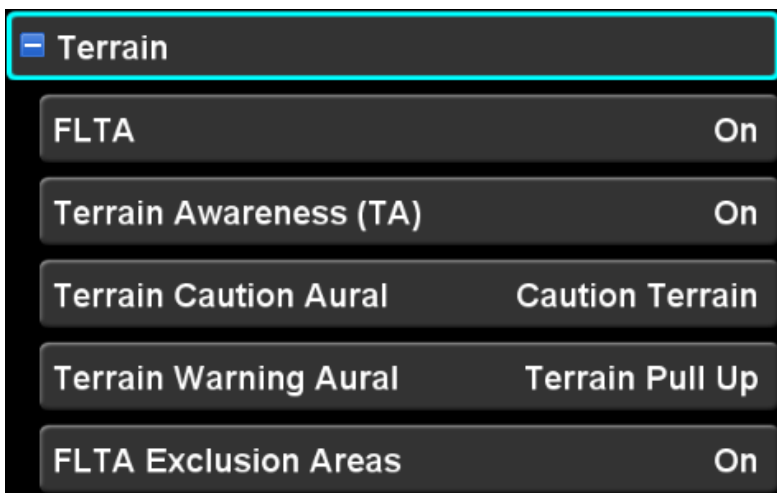 Terrain
FLTA On
Terrain Awareness (TA) On
Terrain Caution Aural Caution Terrain
Terrain Warning Aural Terrain Pull Up
FLTA Exclusion Areas On